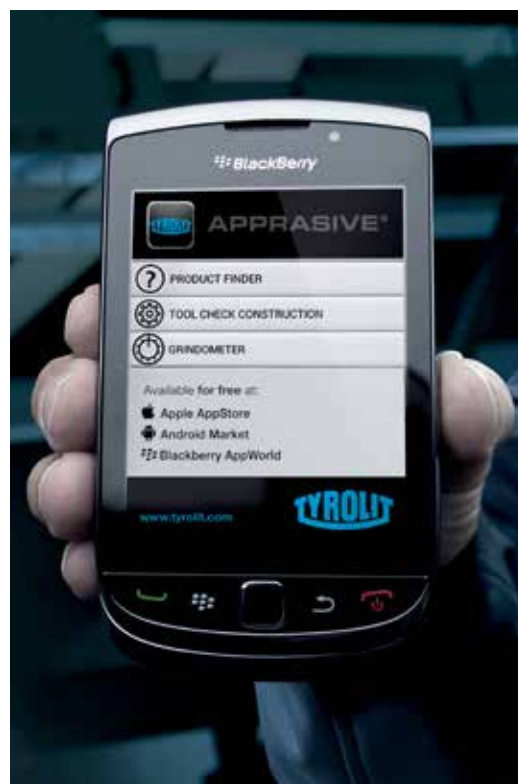 BlackBerry
TYROLIT APPRASIVE®
? PRODUCT FINDER
TOOL CHECK CONSTRUCTION
GRINDOMETER
Available for free at:
Apple AppStore
Android Market
Blackberry AppWorld
www.tyrolit.com TYROLIT